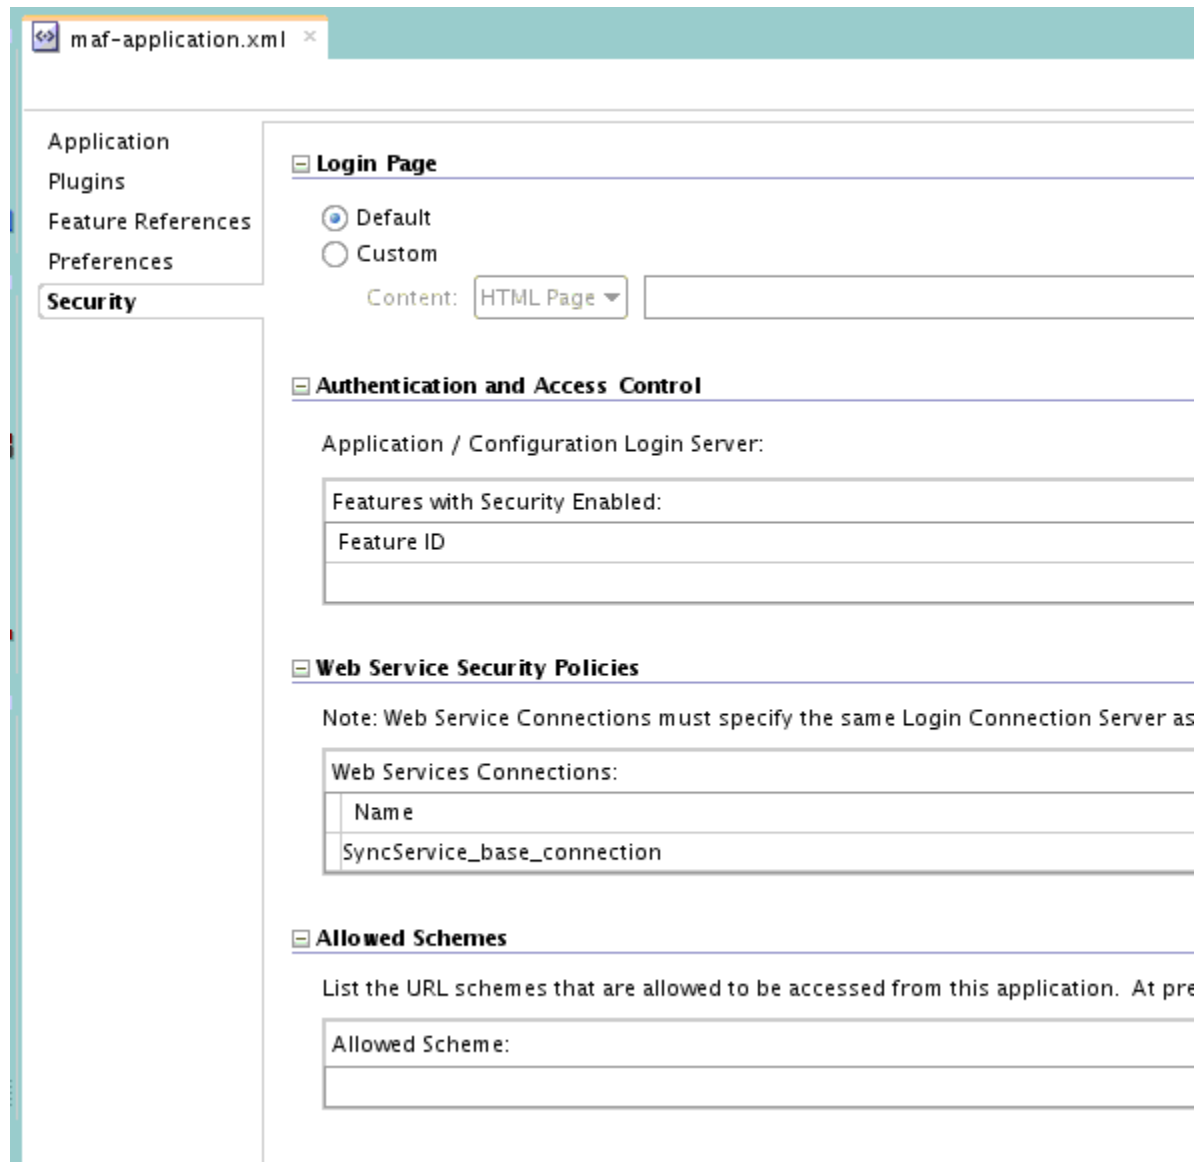 maf-application.xml
Application
Plugins
Feature References
Preferences
Security
Login Page
Default
Custom
Content: HTML Page
Authentication and Access Control
Application / Configuration Login Server:
Features with Security Enabled:
Feature ID
Web Service Security Policies
Note: Web Service Connections must specify the same Login Connection Server as
Web Services Connections:
Name
SyncService_base_connection
Allowed Schemes
List the URL schemes that are allowed to be accessed from this application. At pre
Allowed Scheme: